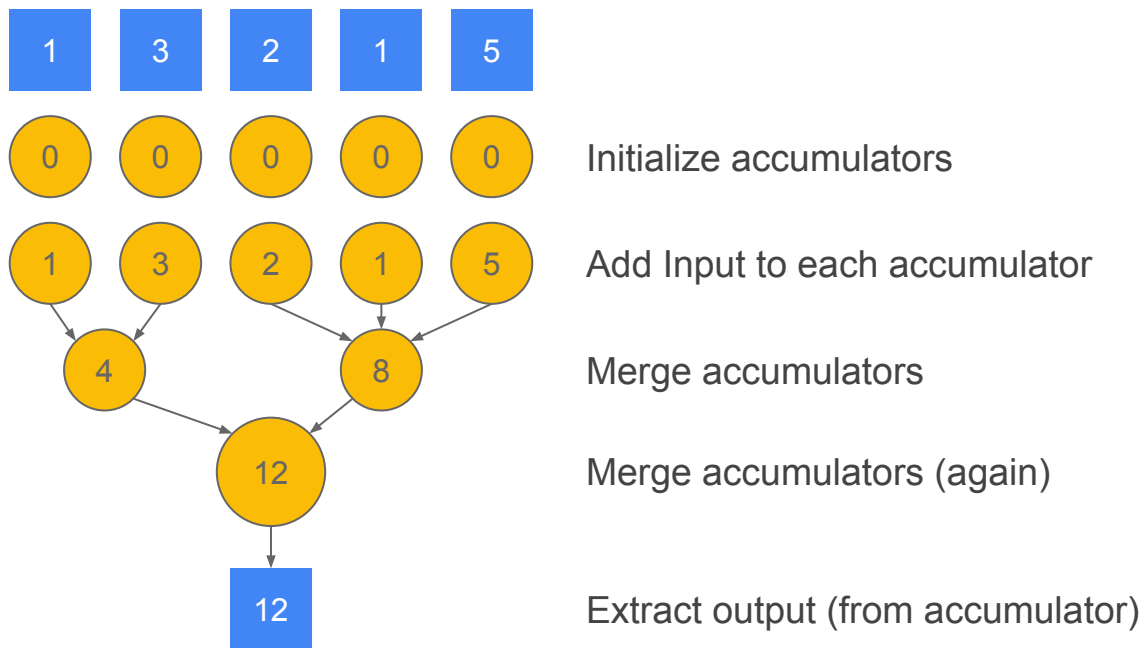 1 3 2 1 5
0 0 0 0 0 Initialize accumulators
1 3 2 1 5 Add Input to each accumulator
4 8 Merge accumulators
12 Merge accumulators (again)
12 Extract output (from accumulator)